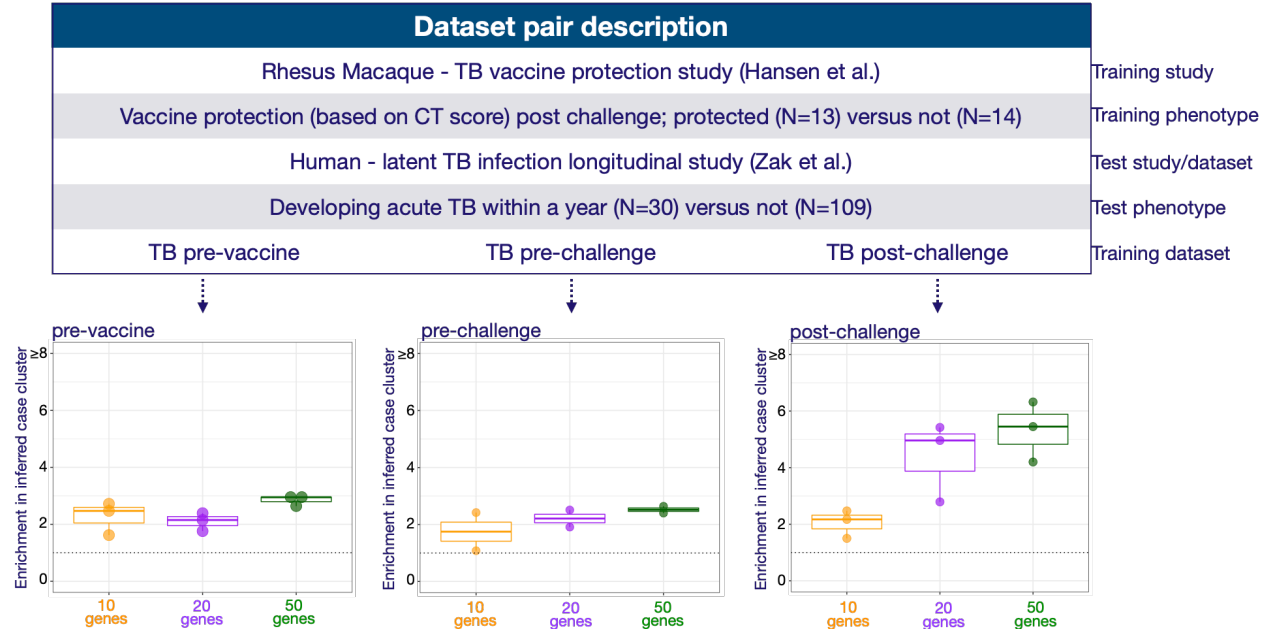 Dataset pair description
Rhesus Macaque - TB vaccine protection study (Hansen et al.)
Training study
Vaccine protection (based on CT score) post challenge; protected (N=13) versus not (N=14)
Training phenotype
Human - latent TB infection longitudinal study (Zak et al.)
Test study/dataset
Developing acute TB within a year (N=30) versus not (N=109)
Test phenotype
TB pre-vaccine
TB pre-challenge
TB post-challenge
Training dataset
pre-vaccine
Enrichment in inferred case cluster
≥8
6
4
2
0
10
genes
20
genes
50
genes
pre-challenge
Enrichment in inferred case cluster
≥8
6
4
2
0
10
genes
20
genes
50
genes
post-challenge
Enrichment in inferred case cluster
≥8
6
4
2
0
10
genes
20
genes
50
genes